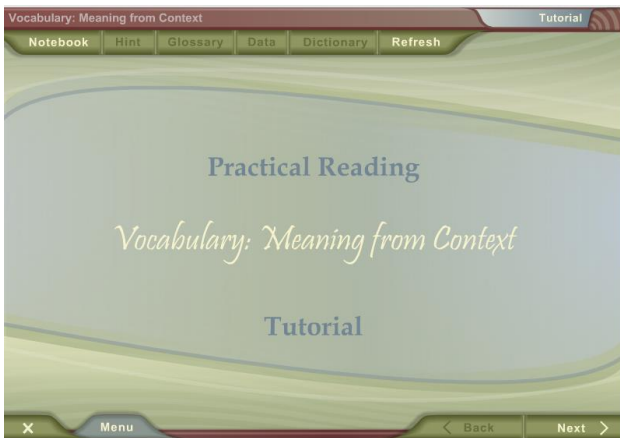 Vocabulary: Meaning from Context Tutorial
Notebook Hint Glossary Data Dictionary Refresh
Practical Reading
Vocabulary: Meaning from Context
Tutorial
X Menu < Back Next >